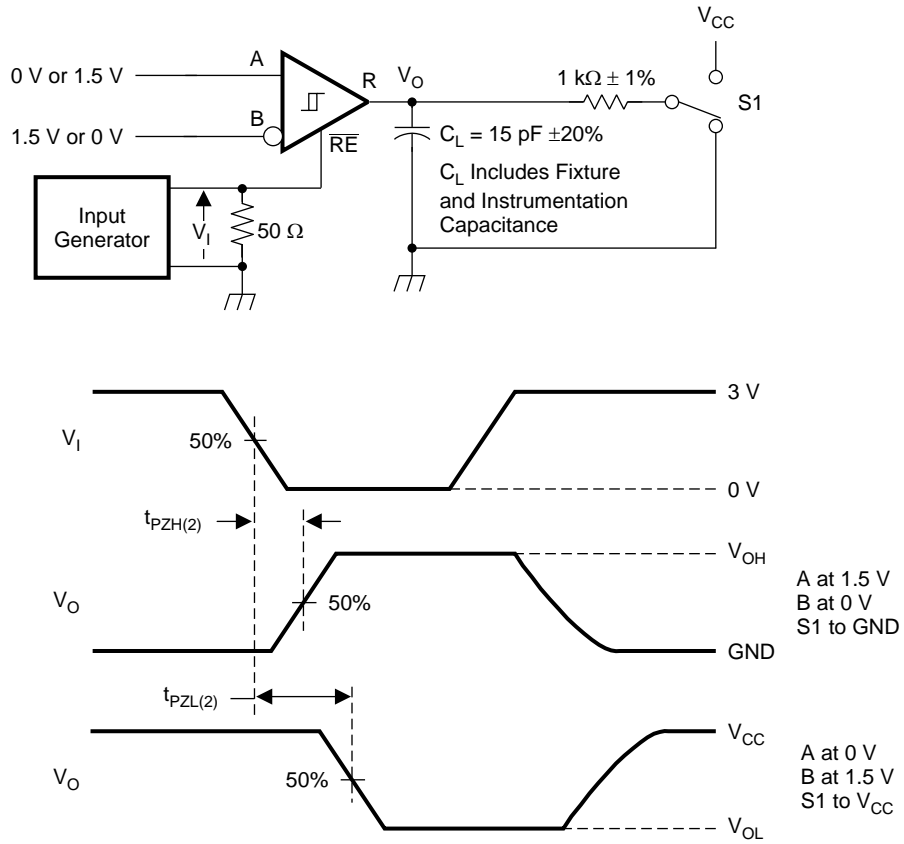 V_CC
0 V or 1.5 V
A
R
V_O
1 kΩ ± 1%
S1
1.5 V or 0 V
B
R̅E̅
C_L = 15 pF ±20%
C_L Includes Fixture
and Instrumentation
Capacitance
Input
Generator
V_I
50 Ω
V_I
50%
3 V
0 V
t_PZH(2)
V_O
50%
V_OH
GND
A at 1.5 V
B at 0 V
S1 to GND
t_PZL(2)
V_O
50%
V_CC
V_OL
A at 0 V
B at 1.5 V
S1 to V_CC